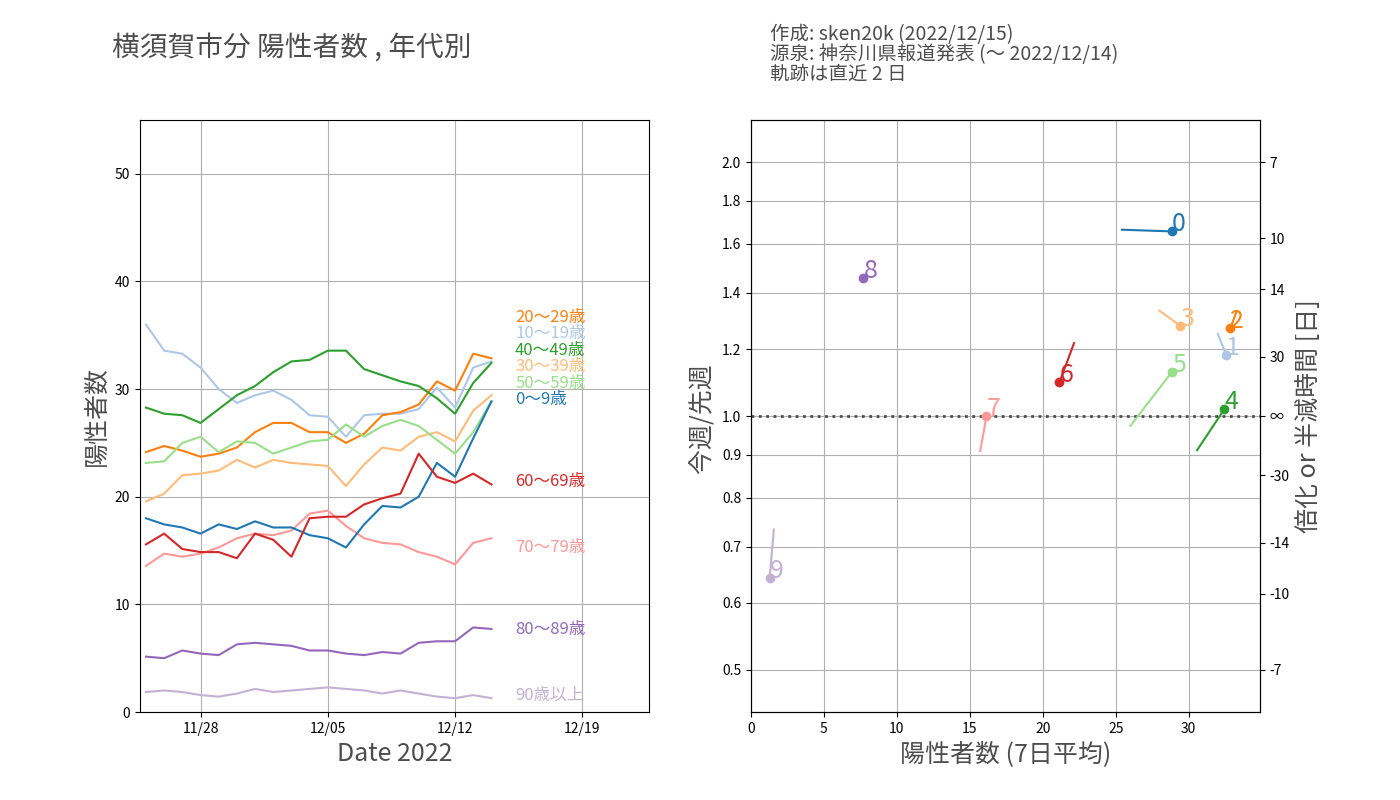 横須賀市分 陽性者数 , 年代別
作成: sken20k (2022/12/15)
源泉: 神奈川県報道発表 (〜 2022/12/14)
軌跡は直近 2 日
陽性者数
50
40
30
20
10
0
11/28
12/05
12/12
12/19
Date 2022
20〜29歳
10〜19歳
40〜49歳
30〜39歳
50〜59歳
0〜9歳
60〜69歳
70〜79歳
80〜89歳
90歳以上
今週/先週
2.0
1.8
1.6
1.4
1.2
1.0
0.9
0.8
0.7
0.6
0.5
0
8
3
2
1
5
6
4
7
9
0
5
10
15
20
25
30
陽性者数 (7日平均)
7
10
14
30
∞
-30
-14
-10
-7
倍化 or 半減時間 [日]